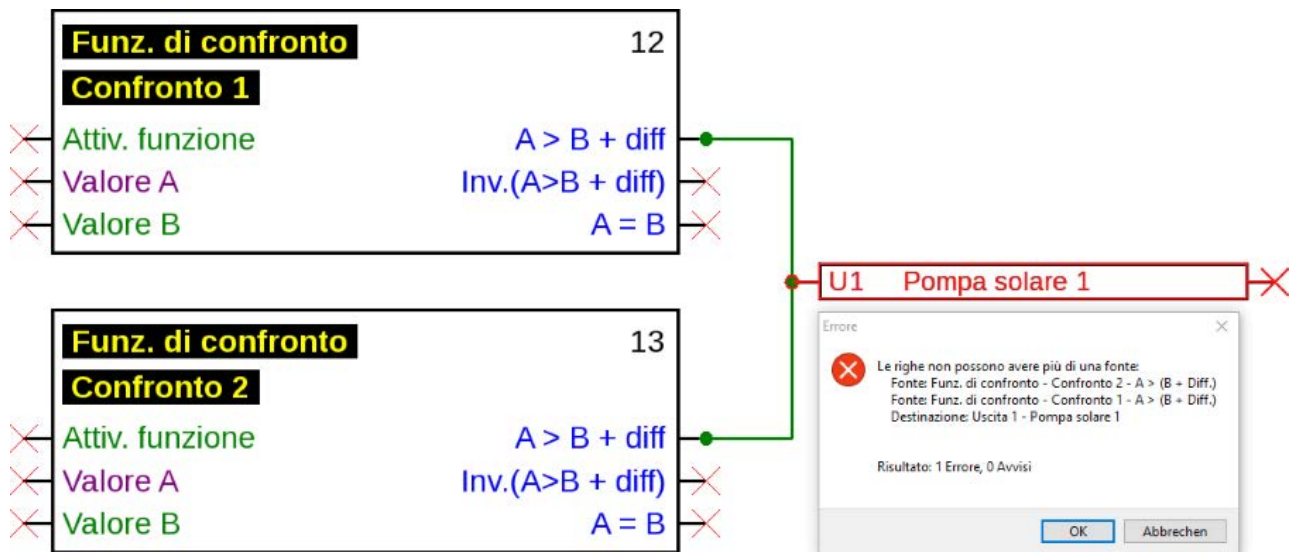 Funz. di confronto 12
Confronto 1
Attiv. funzione A > B + diff
Valore A Inv.(A>B + diff)
Valore B A = B
U1 Pompa solare 1
Funz. di confronto 13
Confronto 2
Attiv. funzione A > B + diff
Valore A Inv.(A>B + diff)
Valore B A = B
Errore
Le righe non possono avere più di una fonte:
Fonte: Funz. di confronto - Confronto 2 - A > (B + Diff.)
Fonte: Funz. di confronto - Confronto 1 - A > (B + Diff.)
Destinazione: Uscita 1 - Pompa solare 1
Risultato: 1 Errore, 0 Avvisi
OK Abbrechen